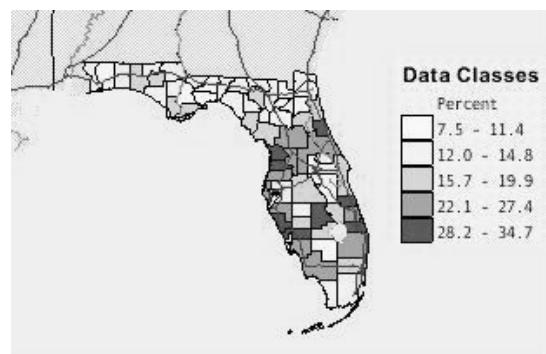 Data Classes
Percent
7.5 - 11.4
12.0 - 14.8
15.7 - 19.9
22.1 - 27.4
28.2 - 34.7